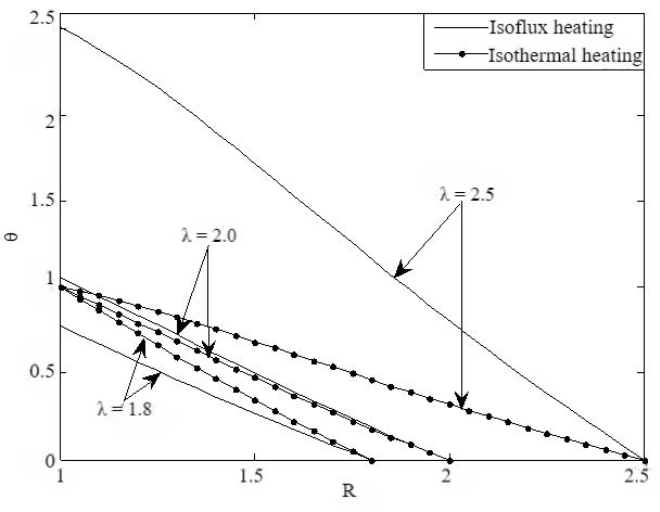 2.5
Isoflux heating
Isothermal heating
2
1.5
λ = 2.5
θ
λ = 2.0
1
0.5
λ = 1.8
0
1
1.5
2
2.5
R